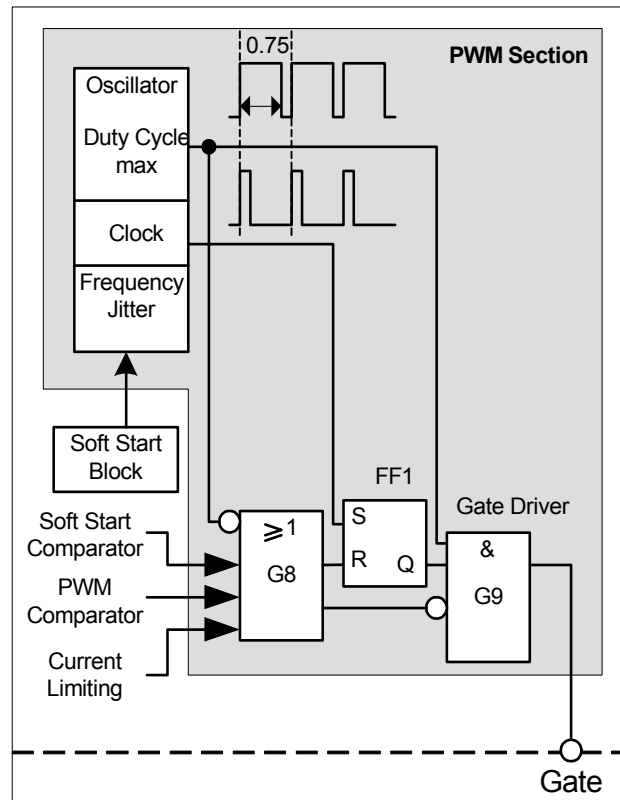 0.75
PWM Section
Oscillator
Duty Cycle
max
Clock
Frequency
Jitter
Soft Start
Block
FF1
Gate Driver
Soft Start
Comparator
PWM
Comparator
Current
Limiting
⩾1
G8
S
R
Q
&
G9
Gate